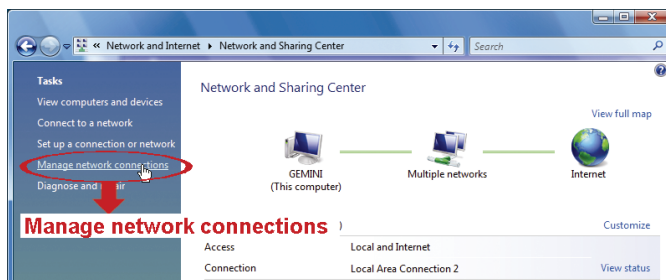 « Network and Internet ▸ Network and Sharing Center
Search
Tasks
View computers and devices
Connect to a network
Set up a connection or network
Manage network connections
Diagnose and
Network and Sharing Center
View full map
GEMINI
(This computer)
Multiple networks
Internet
Manage network connections
)
Customize
Access
Local and Internet
Connection
Local Area Connection 2
View status